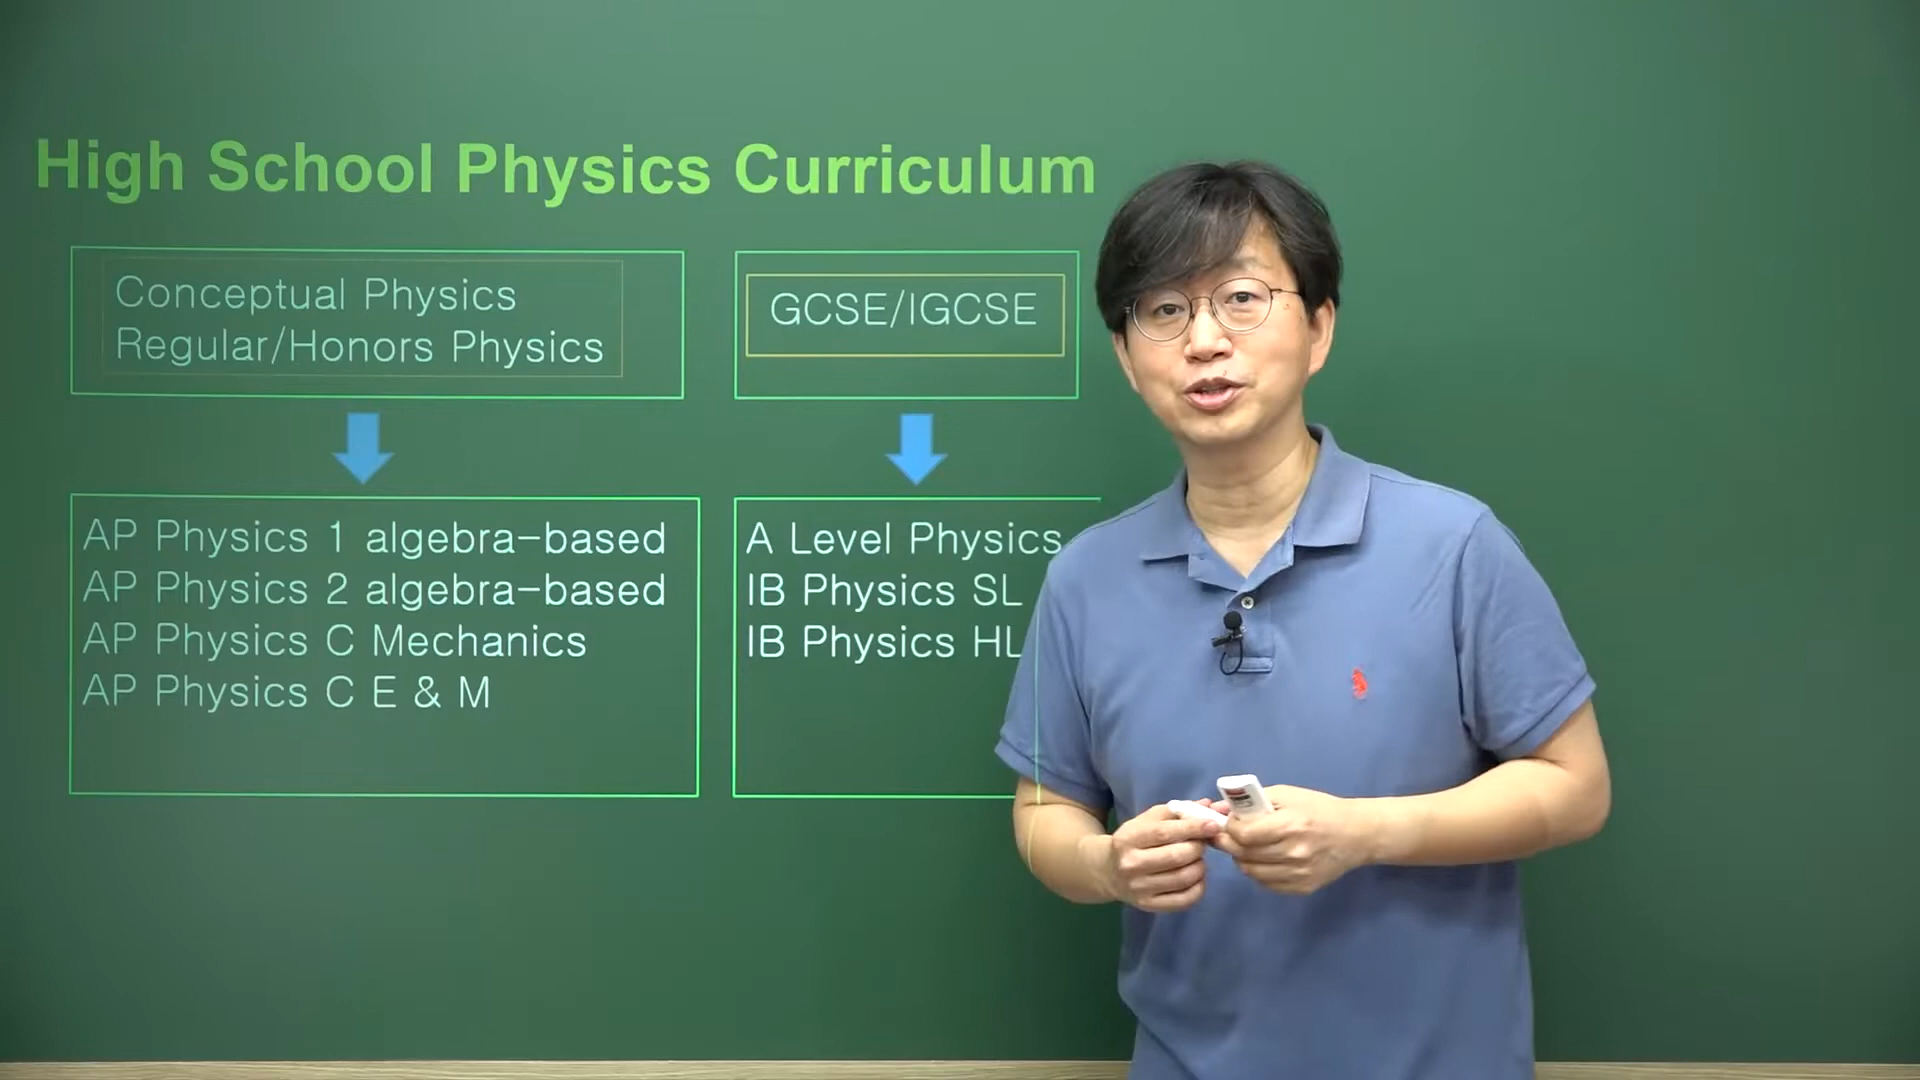 High School Physics Curriculum
Conceptual Physics
Regular/Honors Physics
GCSE/IGCSE
AP Physics 1 algebra-based
AP Physics 2 algebra-based
AP Physics C Mechanics
AP Physics C E & M
A Level Physics
IB Physics SL
IB Physics HL